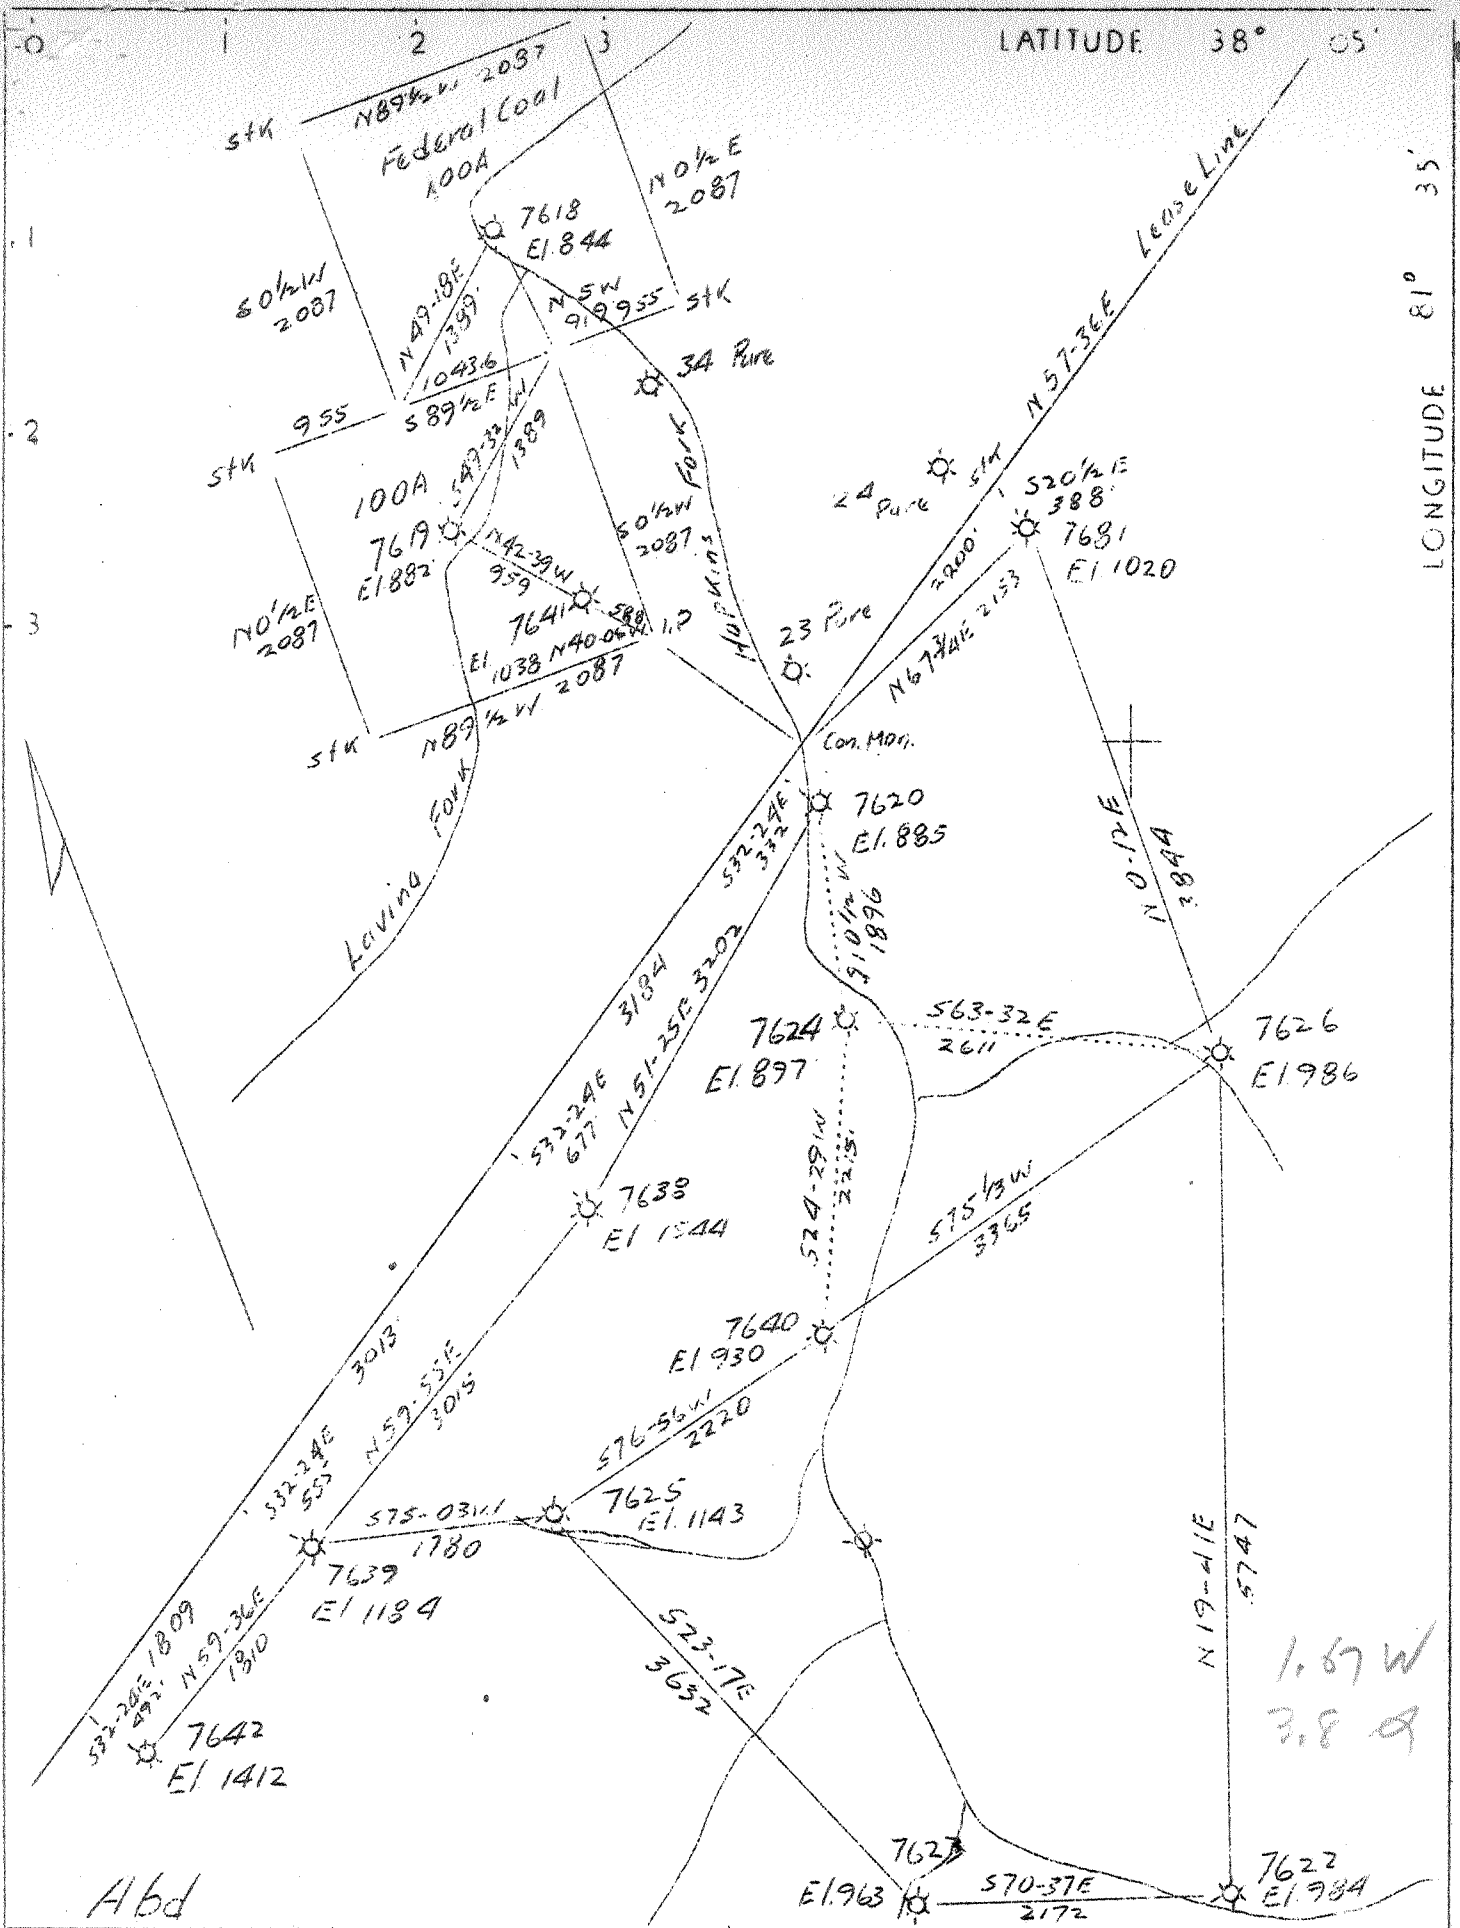 0 1 2 3 LATITUDE 38° 05'
.1
.2
.3
LONGITUDE 81° 35'
stk
N89½W 2087
Federal Coal
100A
N0½E
2087
S0½W
2087
7618
El. 844
N49-18E
1399'
N5W
919
955
stk
1043.6
S89½E
955
stk
34 Pure
S49-32W
1389
100A
7619
El 882'
N42-39W
959
S0½W
2087
7641
El.
1038
588
N40-04W
I.P
N0½E
2087
stk
N89½W 2087
Hopkins Fork
Laving Fork
23 Pure
24 Pure
stk
S20½E
388'
7681
El. 1020
N57-36E
Lease Line
2200'
N67¾E 2153
Con. Mon.
7620
El. 885
S32-24E
332
S10½W
1896
N0-12E
3844
3184
N51-25E 3202
7624
El. 897
S63-32E
2611
7626
El. 986
S32-24E
677'
7638
El 1544
S24-29W
2215'
S75⅓W
3365
7640
El. 930
3013'
N59-55E
3015
S76-56W
2220
S32-24E
555'
S75-03W
1780
7625
El. 1143
7639
El 1184
1809
N59-36E
1810
S32-24E
492'
7642
El 1412
S23-17E
3632
N19-41E
5747
1.67 W
3.8
El. 963
S70-37E
2172
7622
El. 984
Abd